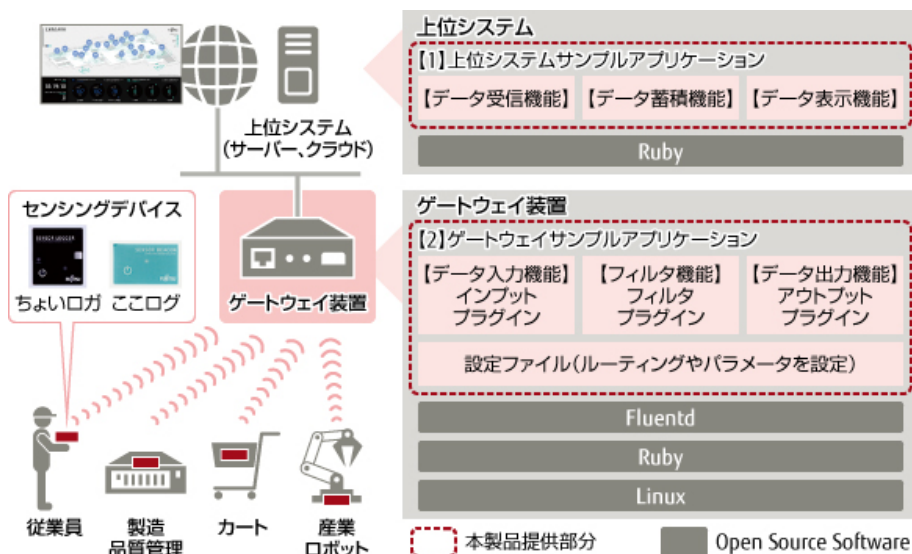 上位システム
(サーバー、クラウド)
センシングデバイス
ちょいロガ
ここログ
ゲートウェイ装置
従業員
製造
品質管理
カート
産業
ロボット
上位システム
【1】上位システムサンプルアプリケーション
【データ受信機能】
【データ蓄積機能】
【データ表示機能】
Ruby
ゲートウェイ装置
【2】ゲートウェイサンプルアプリケーション
【データ入力機能】
インプット
プラグイン
【フィルタ機能】
フィルタ
プラグイン
【データ出力機能】
アウトプット
プラグイン
設定ファイル(ルーティングやパラメータを設定)
Fluentd
Ruby
Linux
本製品提供部分
Open Source Software